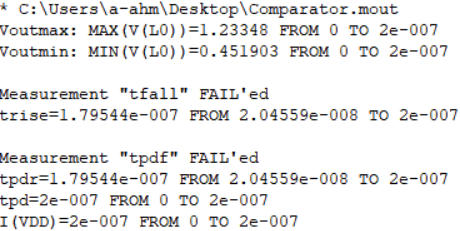 * C:\Users\a-ahm\Desktop\Comparator.mout
Voutmax: MAX(V(L0))=1.23348 FROM 0 TO 2e-007
Voutmin: MIN(V(L0))=0.451903 FROM 0 TO 2e-007
Measurement "tfall" FAIL'ed
trise=1.79544e-007 FROM 2.04559e-008 TO 2e-007
Measurement "tpdf" FAIL'ed
tpdr=1.79544e-007 FROM 2.04559e-008 TO 2e-007
tpd=2e-007 FROM 0 TO 2e-007
I(VDD)=2e-007 FROM 0 TO 2e-007